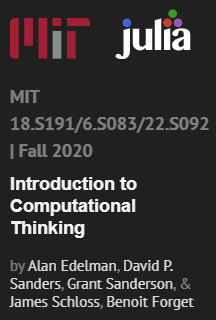 MIT julia
MIT
18.S191/6.S083/22.S092
| Fall 2020
Introduction to
Computational
Thinking
by Alan Edelman, David P.
Sanders, Grant Sanderson, &
James Schloss, Benoit Forget